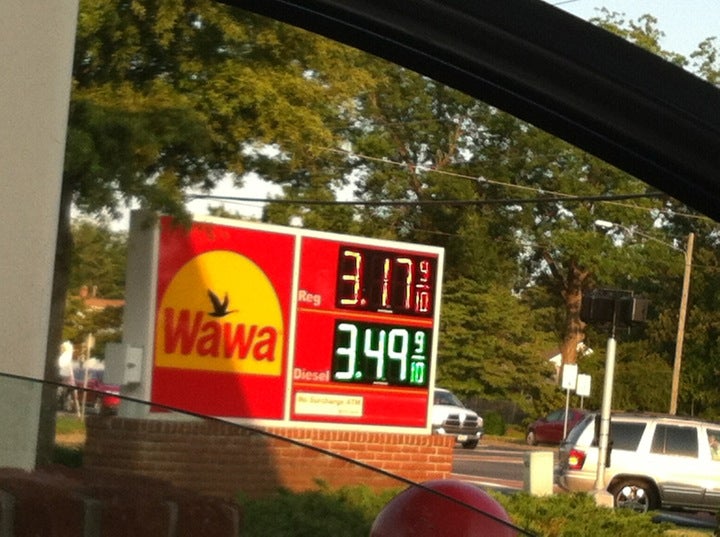 Wawa
Reg 3.17 9/10
Diesel 3.49 9/10
No Surcharge ATM